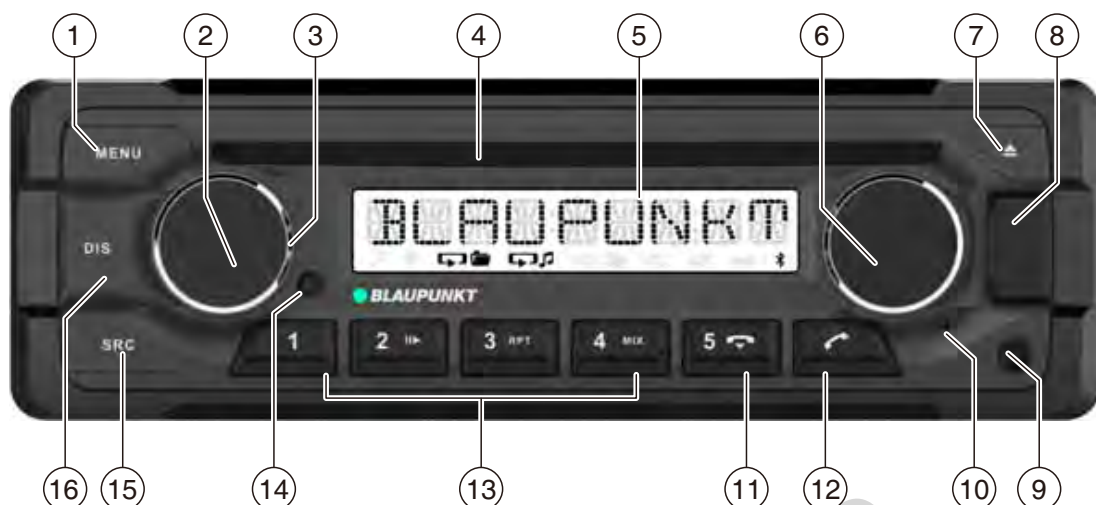 1 2 3 4 5 6 7 8
MENU
BLAUPUNKT
DIS
BLAUPUNKT
SRC
1 2 3 RPT 4 MIX 5
16 15 14 13 11 12 10 9